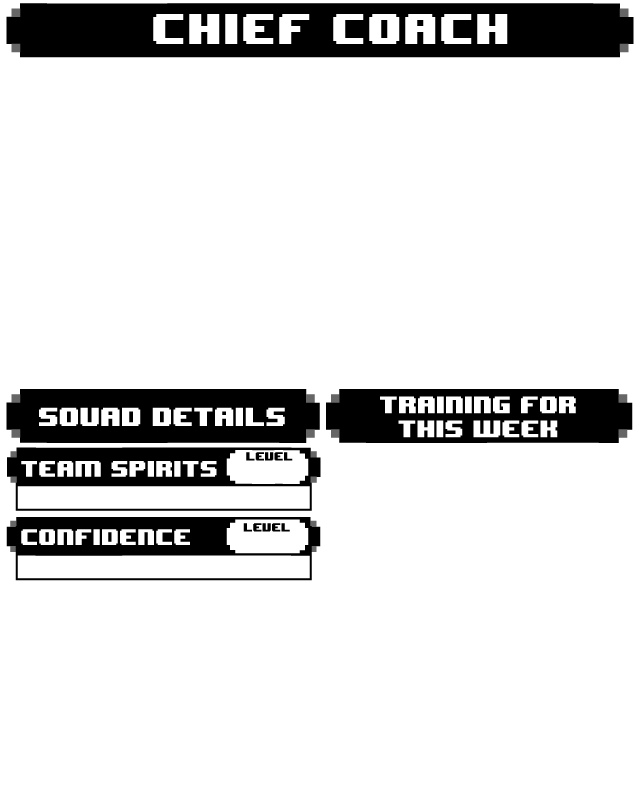 CHIEF COACH
SQUAD DETAILS
TRAINING FOR
THIS WEEK
TEAM SPIRITS
LEVEL
CONFIDENCE
LEVEL